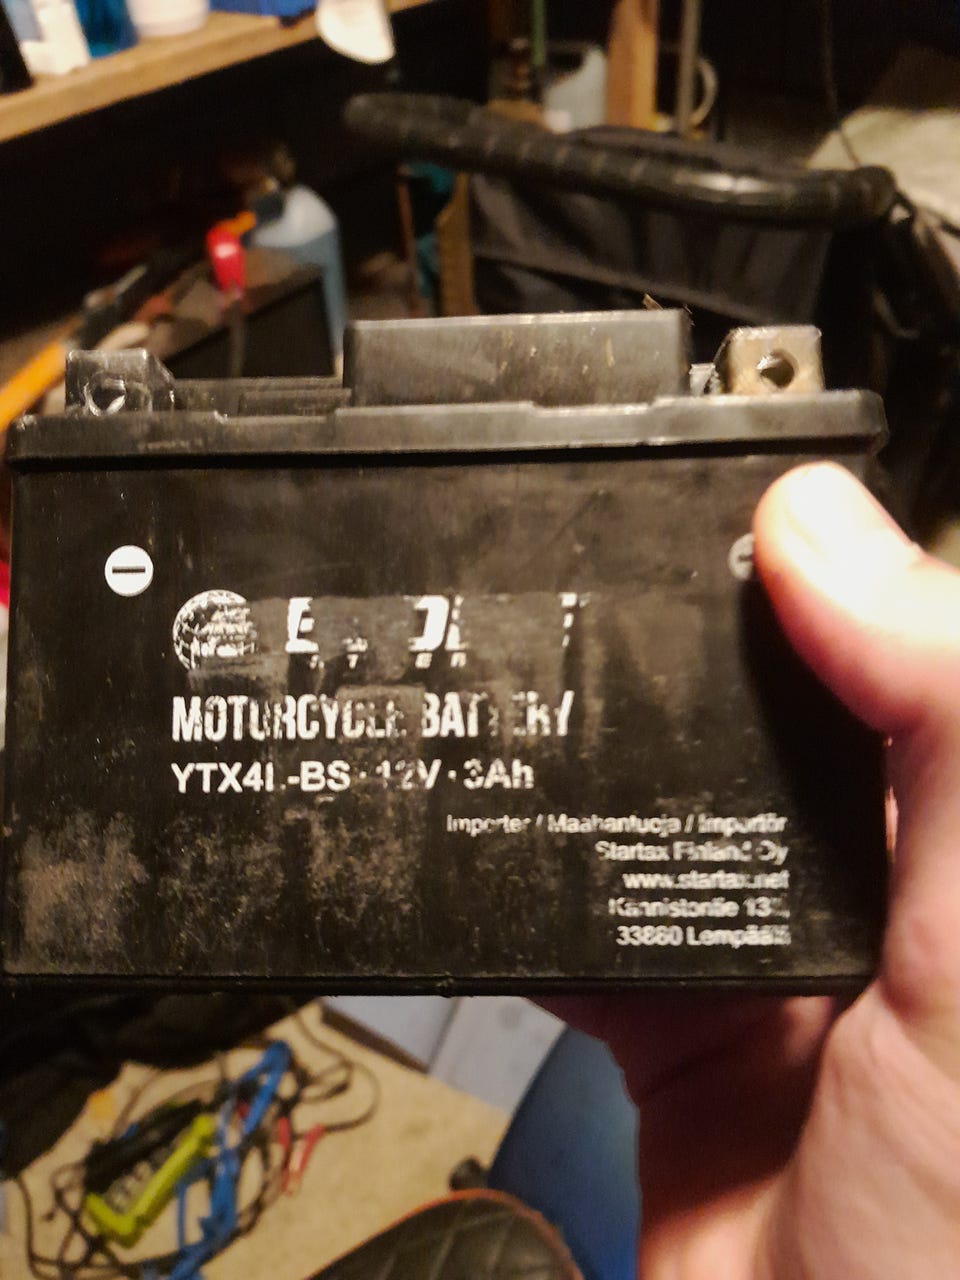 MOTORCYCLE BATTERY
YTX4L-BS · 12V · 3Ah
Importer / Maahantuoja / Importör
Startax Finland Oy
www.startax.net
33880 Lempäälä